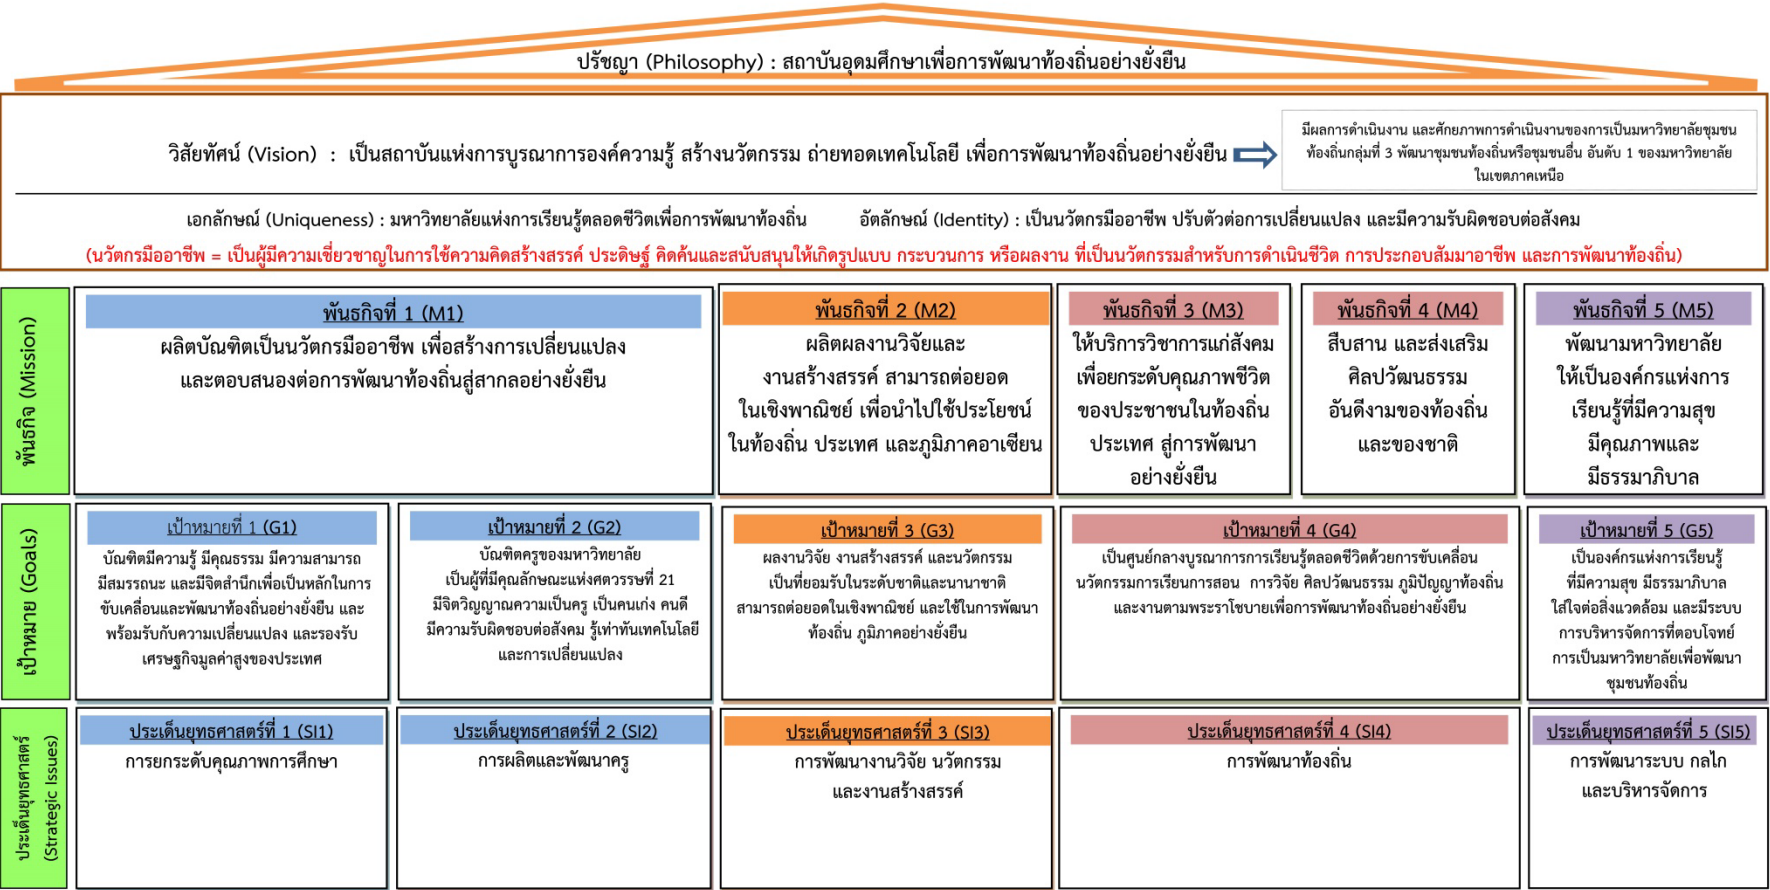 ปรัชญา (Philosophy) : สถาบันอุดมศึกษาเพื่อการพัฒนาท้องถิ่นอย่างยั่งยืน
วิสัยทัศน์ (Vision) : เป็นสถาบันแห่งการบูรณาการองค์ความรู้ สร้างนวัตกรรม ถ่ายทอดเทคโนโลยี เพื่อการพัฒนาท้องถิ่นอย่างยั่งยืน
มีผลการดำเนินงาน และศักยภาพการดำเนินงานของการเป็นมหาวิทยาลัยชุมชน
ท้องถิ่นกลุ่มที่ 3 พัฒนาชุมชนท้องถิ่นหรือชุมชนอื่น อันดับ 1 ของมหาวิทยาลัย
ในเขตภาคเหนือ
เอกลักษณ์ (Uniqueness) : มหาวิทยาลัยแห่งการเรียนรู้ตลอดชีวิตเพื่อการพัฒนาท้องถิ่น
อัตลักษณ์ (Identity) : เป็นนวัตกรมืออาชีพ ปรับตัวต่อการเปลี่ยนแปลง และมีความรับผิดชอบต่อสังคม
(นวัตกรมืออาชีพ = เป็นผู้มีความเชี่ยวชาญในการใช้ความคิดสร้างสรรค์ ประดิษฐ์ คิดค้นและสนับสนุนให้เกิดรูปแบบ กระบวนการ หรือผลงาน ที่เป็นนวัตกรรมสำหรับการดำเนินชีวิต การประกอบสัมมาอาชีพ และการพัฒนาท้องถิ่น)
พันธกิจ (Mission)
พันธกิจที่ 1 (M1)
ผลิตบัณฑิตเป็นนวัตกรมืออาชีพ เพื่อสร้างการเปลี่ยนแปลง
และตอบสนองต่อการพัฒนาท้องถิ่นสู่สากลอย่างยั่งยืน
พันธกิจที่ 2 (M2)
ผลิตผลงานวิจัยและ
งานสร้างสรรค์ สามารถต่อยอด
ในเชิงพาณิชย์ เพื่อนำไปใช้ประโยชน์
ในท้องถิ่น ประเทศ และภูมิภาคอาเซียน
พันธกิจที่ 3 (M3)
ให้บริการวิชาการแก่สังคม
เพื่อยกระดับคุณภาพชีวิต
ของประชาชนในท้องถิ่น
ประเทศ สู่การพัฒนา
อย่างยั่งยืน
พันธกิจที่ 4 (M4)
สืบสาน และส่งเสริม
ศิลปวัฒนธรรม
อันดีงามของท้องถิ่น
และของชาติ
พันธกิจที่ 5 (M5)
พัฒนามหาวิทยาลัย
ให้เป็นองค์กรแห่งการ
เรียนรู้ที่มีความสุข
มีคุณภาพและ
มีธรรมาภิบาล
เป้าหมาย (Goals)
เป้าหมายที่ 1 (G1)
บัณฑิตมีความรู้ มีคุณธรรม มีความสามารถ
มีสมรรถนะ และมีจิตสำนึกเพื่อเป็นหลักในการ
ขับเคลื่อนและพัฒนาท้องถิ่นอย่างยั่งยืน และ
พร้อมรับกับความเปลี่ยนแปลง และรองรับ
เศรษฐกิจมูลค่าสูงของประเทศ
เป้าหมายที่ 2 (G2)
บัณฑิตครูของมหาวิทยาลัย
เป็นผู้ที่มีคุณลักษณะแห่งศตวรรษที่ 21
มีจิตวิญญาณความเป็นครู เป็นคนเก่ง คนดี
มีความรับผิดชอบต่อสังคม รู้เท่าทันเทคโนโลยี
และการเปลี่ยนแปลง
เป้าหมายที่ 3 (G3)
ผลงานวิจัย งานสร้างสรรค์ และนวัตกรรม
เป็นที่ยอมรับในระดับชาติและนานาชาติ
สามารถต่อยอดในเชิงพาณิชย์ และใช้ในการพัฒนา
ท้องถิ่น ภูมิภาคอย่างยั่งยืน
เป้าหมายที่ 4 (G4)
เป็นศูนย์กลางบูรณาการการเรียนรู้ตลอดชีวิตด้วยการขับเคลื่อน
นวัตกรรมการเรียนการสอน การวิจัย ศิลปวัฒนธรรม ภูมิปัญญาท้องถิ่น
และงานตามพระราโชบายเพื่อการพัฒนาท้องถิ่นอย่างยั่งยืน
เป้าหมายที่ 5 (G5)
เป็นองค์กรแห่งการเรียนรู้
ที่มีความสุข มีธรรมาภิบาล
ใส่ใจต่อสิ่งแวดล้อม และมีระบบ
การบริหารจัดการที่ตอบโจทย์
การเป็นมหาวิทยาลัยเพื่อพัฒนา
ชุมชนท้องถิ่น
ประเด็นยุทธศาสตร์
(Strategic Issues)
ประเด็นยุทธศาสตร์ที่ 1 (SI1)
การยกระดับคุณภาพการศึกษา
ประเด็นยุทธศาสตร์ที่ 2 (SI2)
การผลิตและพัฒนาครู
ประเด็นยุทธศาสตร์ที่ 3 (SI3)
การพัฒนางานวิจัย นวัตกรรม
และงานสร้างสรรค์
ประเด็นยุทธศาสตร์ที่ 4 (SI4)
การพัฒนาท้องถิ่น
ประเด็นยุทธศาสตร์ที่ 5 (SI5)
การพัฒนาระบบ กลไก
และบริหารจัดการ